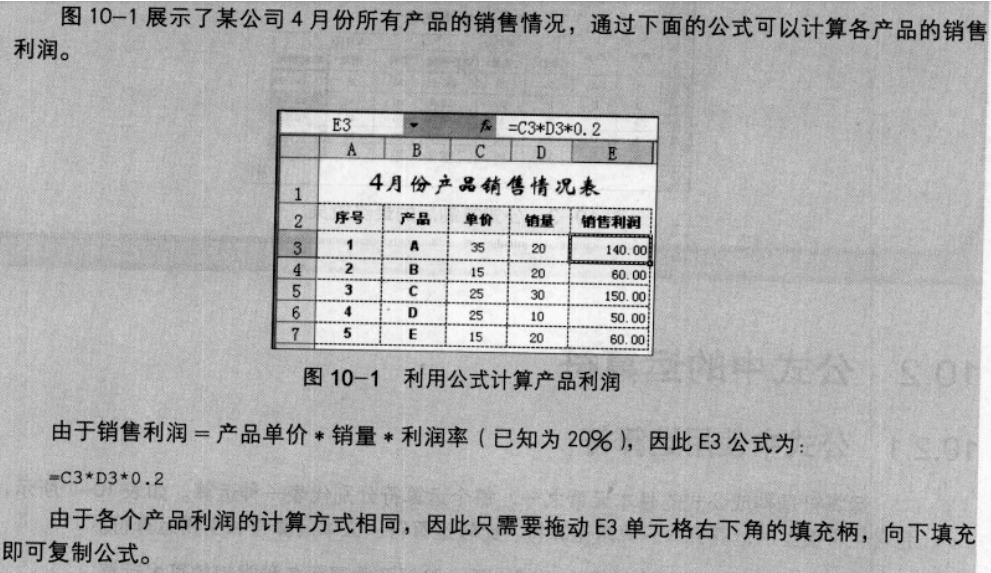 图 10-1 展示了某公司 4 月份所有产品的销售情况，通过下面的公式可以计算各产品的销售
利润。
E3 fx =C3*D3*0.2
A B C D E
1 4月份产品销售情况表
2 序号 产品 单价 销量 销售利润
3 1 A 35 20 140.00
4 2 B 15 20 60.00
5 3 C 25 30 150.00
6 4 D 25 10 50.00
7 5 E 15 20 60.00
图 10-1 利用公式计算产品利润
由于销售利润 = 产品单价 * 销量 * 利润率（已知为 20%），因此 E3 公式为：
=C3*D3*0.2
由于各个产品利润的计算方式相同，因此只需要拖动 E3 单元格右下角的填充柄，向下填充
即可复制公式。